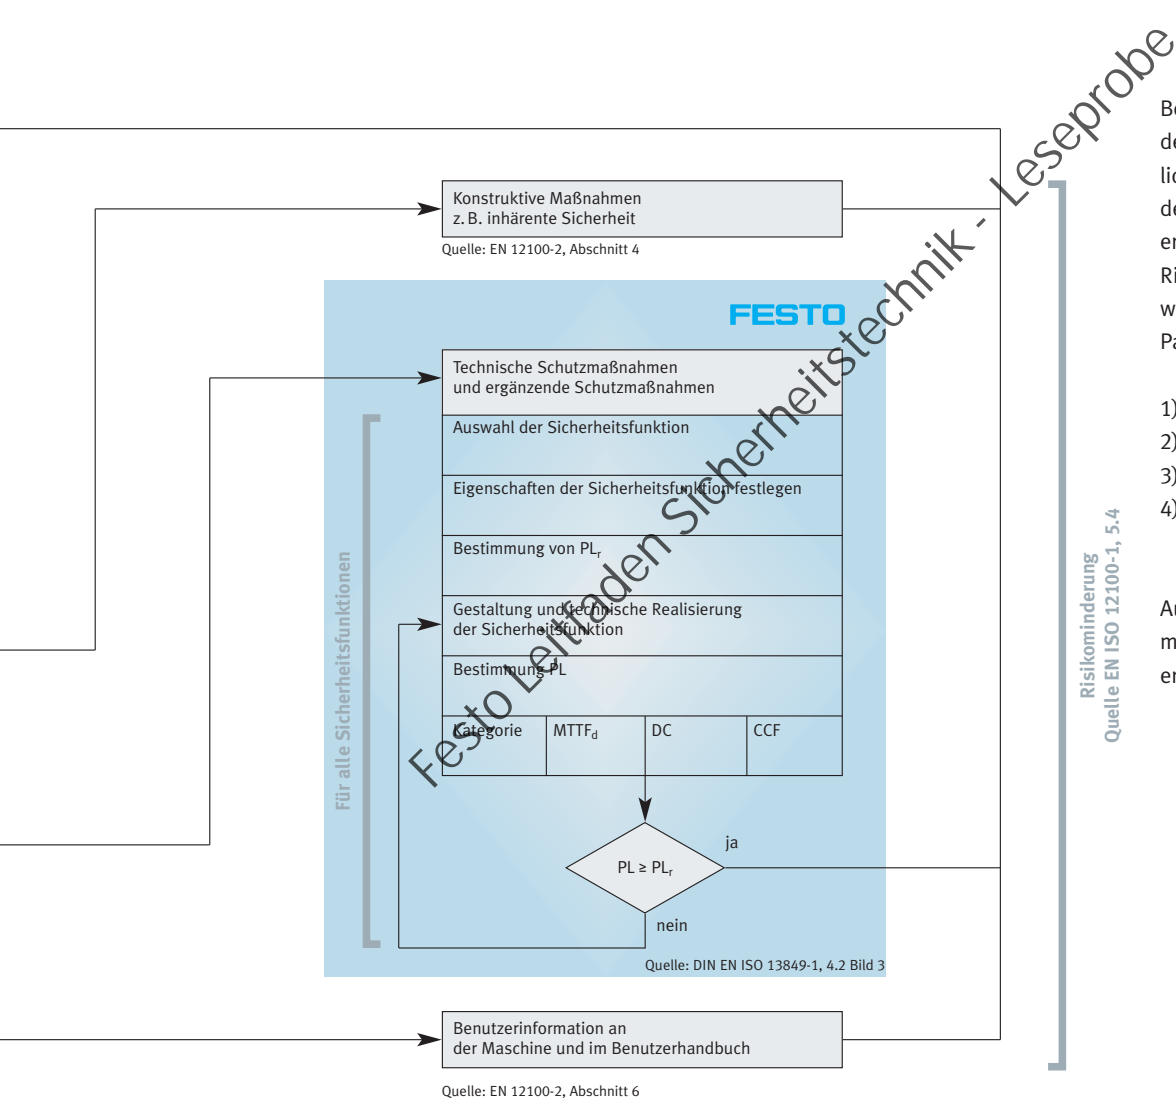 Konstruktive Maßnahmen
z. B. inhärente Sicherheit
Quelle: EN 12100-2, Abschnitt 4
FESTO
Technische Schutzmaßnahmen
und ergänzende Schutzmaßnahmen
Auswahl der Sicherheitsfunktion
Eigenschaften der Sicherheitsfunktion festlegen
Bestimmung von PLr
Gestaltung und technische Realisierung
der Sicherheitsfunktion
Bestimmung PL
Kategorie
MTTFd
DC
CCF
PL ≥ PLr
ja
nein
Quelle: DIN EN ISO 13849-1, 4.2 Bild 3
Für alle Sicherheitsfunktionen
Benutzerinformation an
der Maschine und im Benutzerhandbuch
Quelle: EN 12100-2, Abschnitt 6
Risikominderung
Quelle EN ISO 12100-1, 5.4
Festo Leitfaden Sicherheitstechnik - Leseprobe
1)
2)
3)
4)